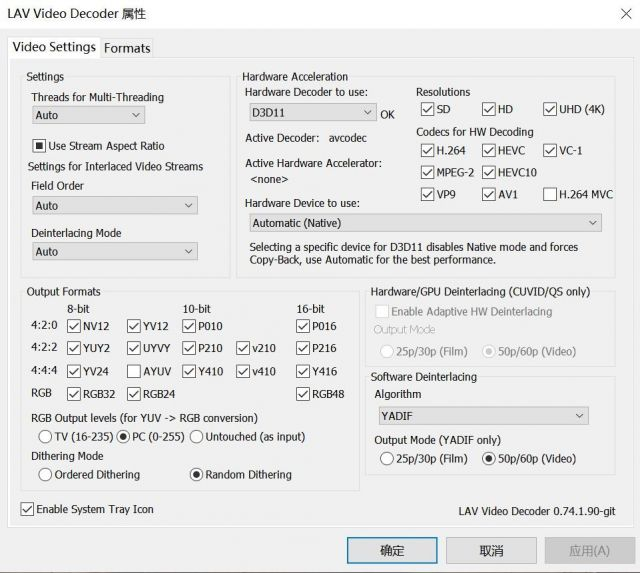 LAV Video Decoder 属性
Video Settings Formats
Settings
Threads for Multi-Threading
Auto
Use Stream Aspect Ratio
Settings for Interlaced Video Streams
Field Order
Auto
Deinterlacing Mode
Auto
Hardware Acceleration
Hardware Decoder to use:
D3D11 OK
Active Decoder: avcodec
Active Hardware Accelerator:
<none>
Resolutions
SD HD UHD (4K)
Codecs for HW Decoding
H.264 HEVC VC-1
MPEG-2 HEVC10
VP9 AV1 H.264 MVC
Hardware Device to use:
Automatic (Native)
Selecting a specific device for D3D11 disables Native mode and forces
Copy-Back, use Automatic for the best performance.
Output Formats
8-bit 10-bit 16-bit
4:2:0 NV12 YV12 P010 P016
4:2:2 YUY2 UYVY P210 v210 P216
4:4:4 YV24 AYUV Y410 v410 Y416
RGB RGB32 RGB24 RGB48
RGB Output levels (for YUV -> RGB conversion)
TV (16-235) PC (0-255) Untouched (as input)
Dithering Mode
Ordered Dithering Random Dithering
Hardware/GPU Deinterlacing (CUVID/QS only)
Enable Adaptive HW Deinterlacing
Output Mode
25p/30p (Film) 50p/60p (Video)
Software Deinterlacing
Algorithm
YADIF
Output Mode (YADIF only)
25p/30p (Film) 50p/60p (Video)
Enable System Tray Icon
LAV Video Decoder 0.74.1.90-git
确定 取消 应用(A)